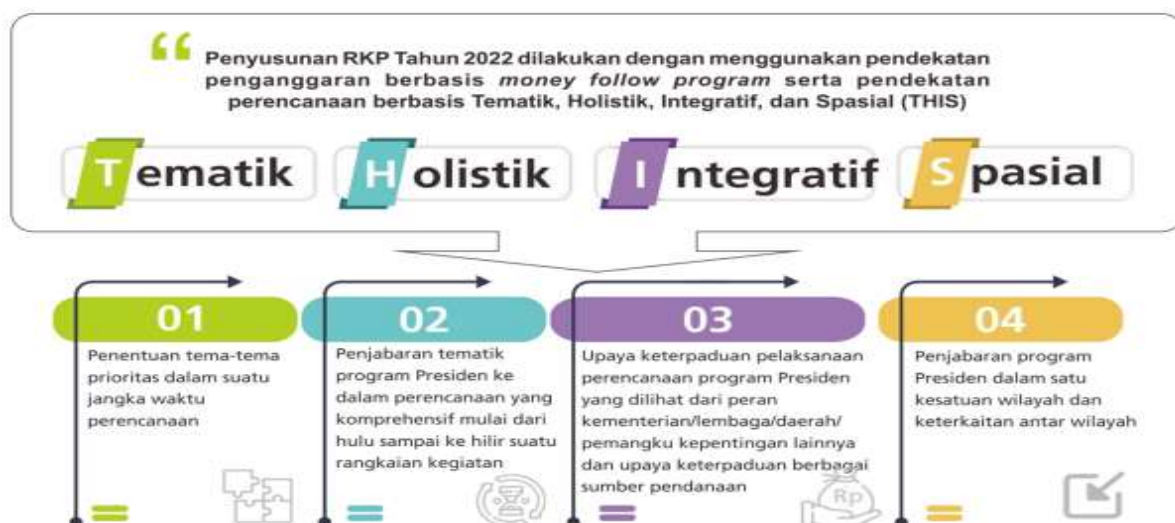 Penyusunan RKP Tahun 2022 dilakukan dengan menggunakan pendekatan
penganggaran berbasis money follow program serta pendekatan
perencanaan berbasis Tematik, Holistik, Integratif, dan Spasial (THIS)
Tematik
Holistik
Integratif
Spasial
01
Penentuan tema-tema
prioritas dalam suatu
jangka waktu
perencanaan
02
Penjabaran tematik
program Presiden ke
dalam perencanaan yang
komprehensif mulai dari
hulu sampai ke hilir suatu
rangkaian kegiatan
03
Upaya keterpaduan pelaksanaan
perencanaan program Presiden
yang dilihat dari peran
kementerian/lembaga/daerah/
pemangku kepentingan lainnya
dan upaya keterpaduan berbagai
sumber pendanaan
Rp
04
Penjabaran program
Presiden dalam satu
kesatuan wilayah dan
keterkaitan antar wilayah